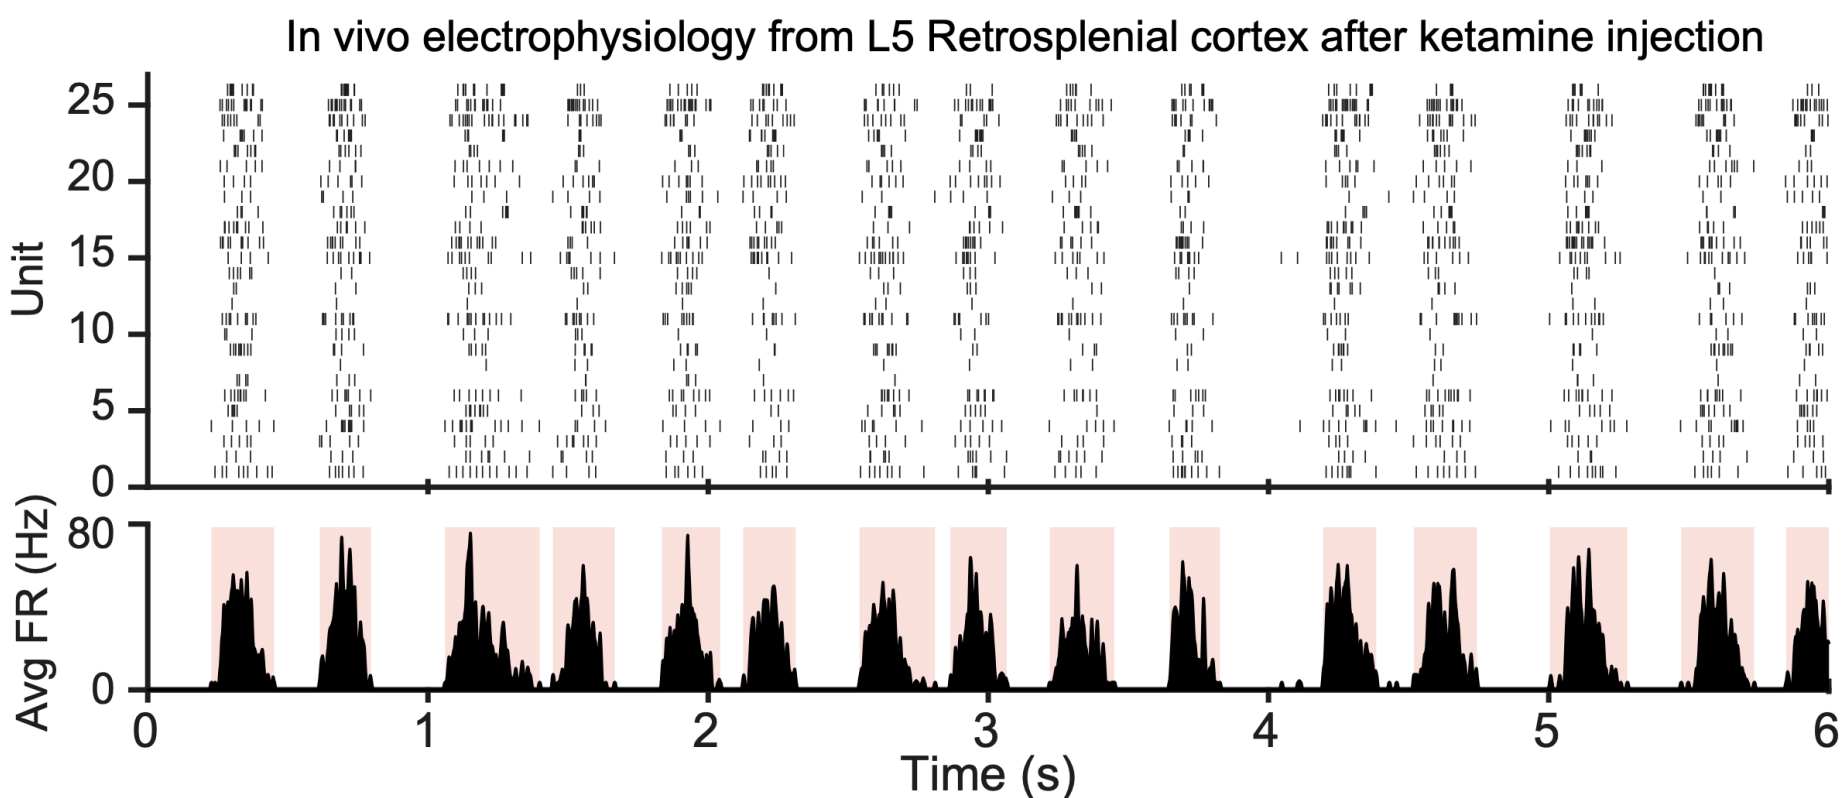 In vivo electrophysiology from L5 Retrosplenial cortex after ketamine injection
25
20
15
10
5
0
Unit
80
0
Avg FR (Hz)
0 1 2 3 4 5 6
Time (s)